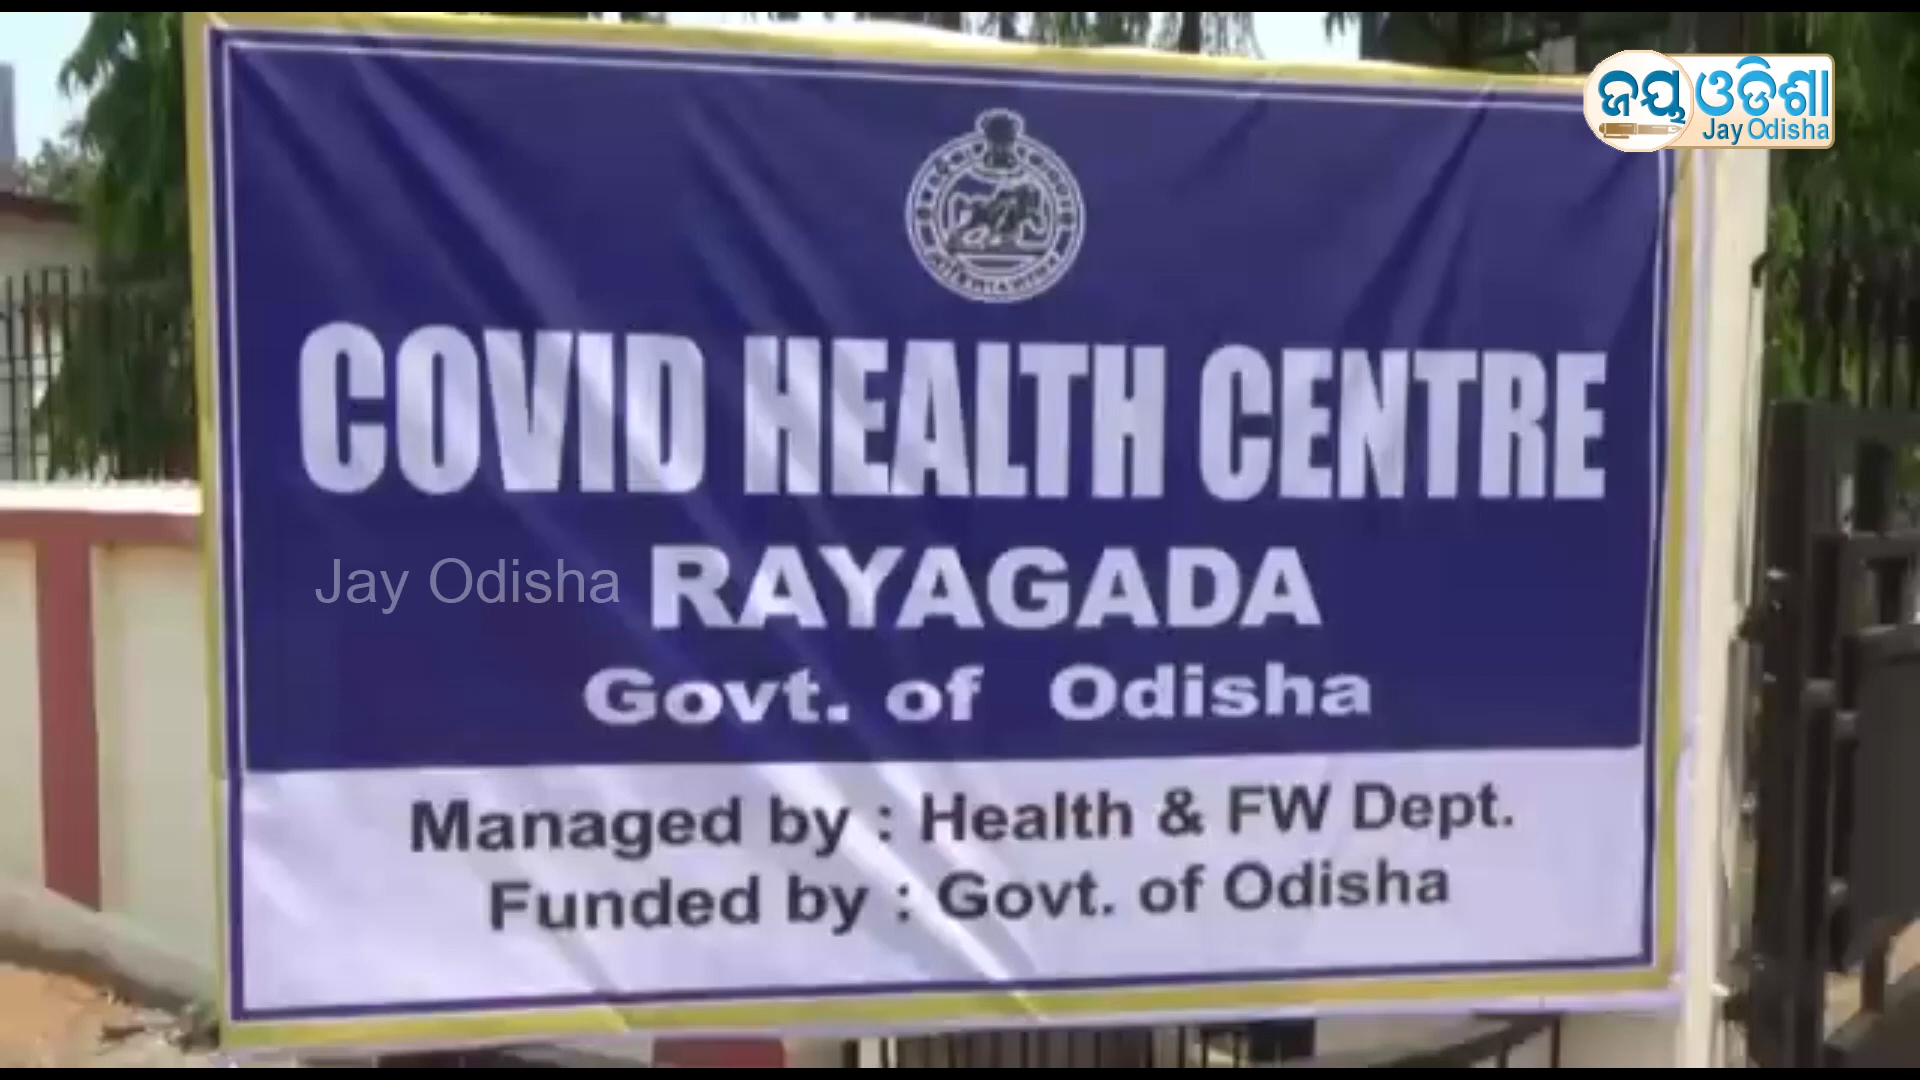 ଜୟ ଓଡିଶା
Jay Odisha
COVID HEALTH CENTRE
Jay Odisha
RAYAGADA
Govt. of Odisha
Managed by : Health & FW Dept.
Funded by : Govt. of Odisha